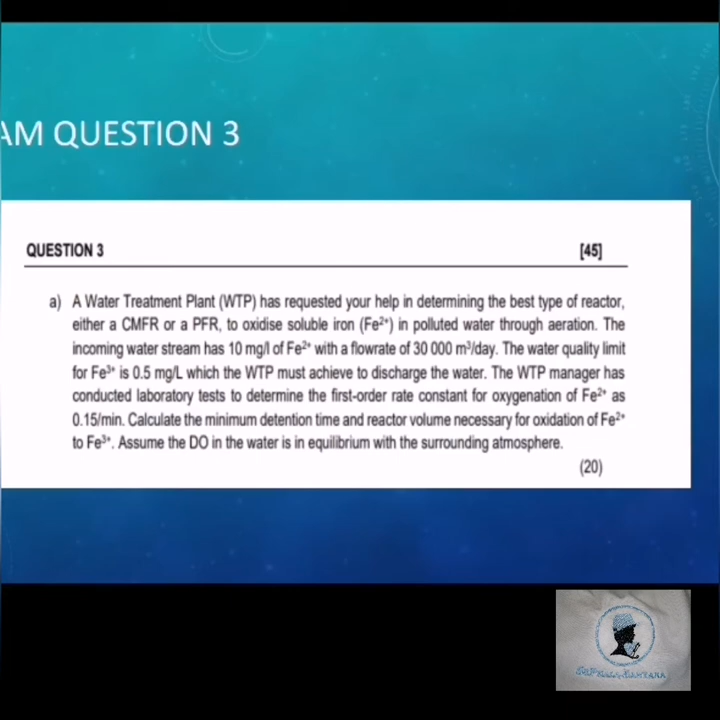 AM QUESTION 3
QUESTION 3 [45]
a) A Water Treatment Plant (WTP) has requested your help in determining the best type of reactor,
either a CMFR or a PFR, to oxidise soluble iron (Fe²⁺) in polluted water through aeration. The
incoming water stream has 10 mg/l of Fe²⁺ with a flowrate of 30 000 m³/day. The water quality limit
for Fe³⁺ is 0.5 mg/L which the WTP must achieve to discharge the water. The WTP manager has
conducted laboratory tests to determine the first-order rate constant for oxygenation of Fe²⁺ as
0.15/min. Calculate the minimum detention time and reactor volume necessary for oxidation of Fe²⁺
to Fe³⁺. Assume the DO in the water is in equilibrium with the surrounding atmosphere.
(20)